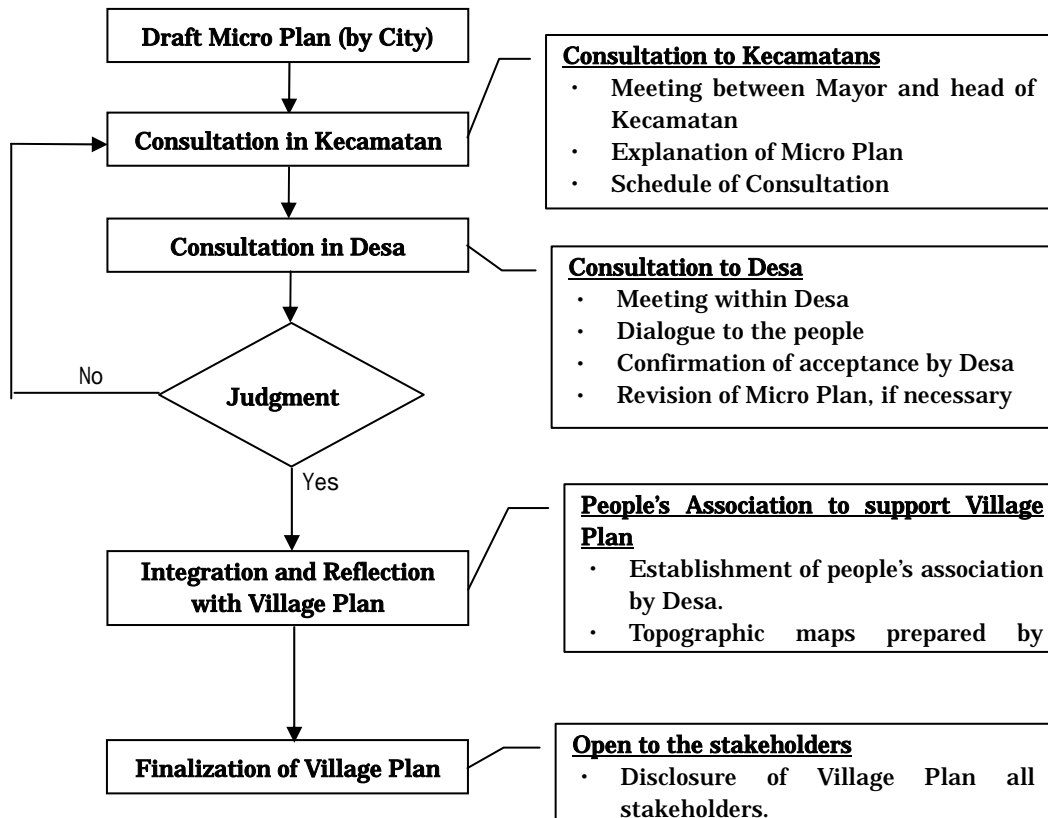 Draft Micro Plan (by City)
Consultation to Kecamatans
· Meeting between Mayor and head of
Kecamatan
· Explanation of Micro Plan
· Schedule of Consultation
Consultation in Kecamatan
Consultation in Desa
Consultation to Desa
· Meeting within Desa
· Dialogue to the people
· Confirmation of acceptance by Desa
· Revision of Micro Plan, if necessary
No
Judgment
Yes
People's Association to support Village
Plan
· Establishment of people's association
by Desa.
· Topographic maps prepared by
Integration and Reflection
with Village Plan
Open to the stakeholders
· Disclosure of Village Plan all
stakeholders.
Finalization of Village Plan